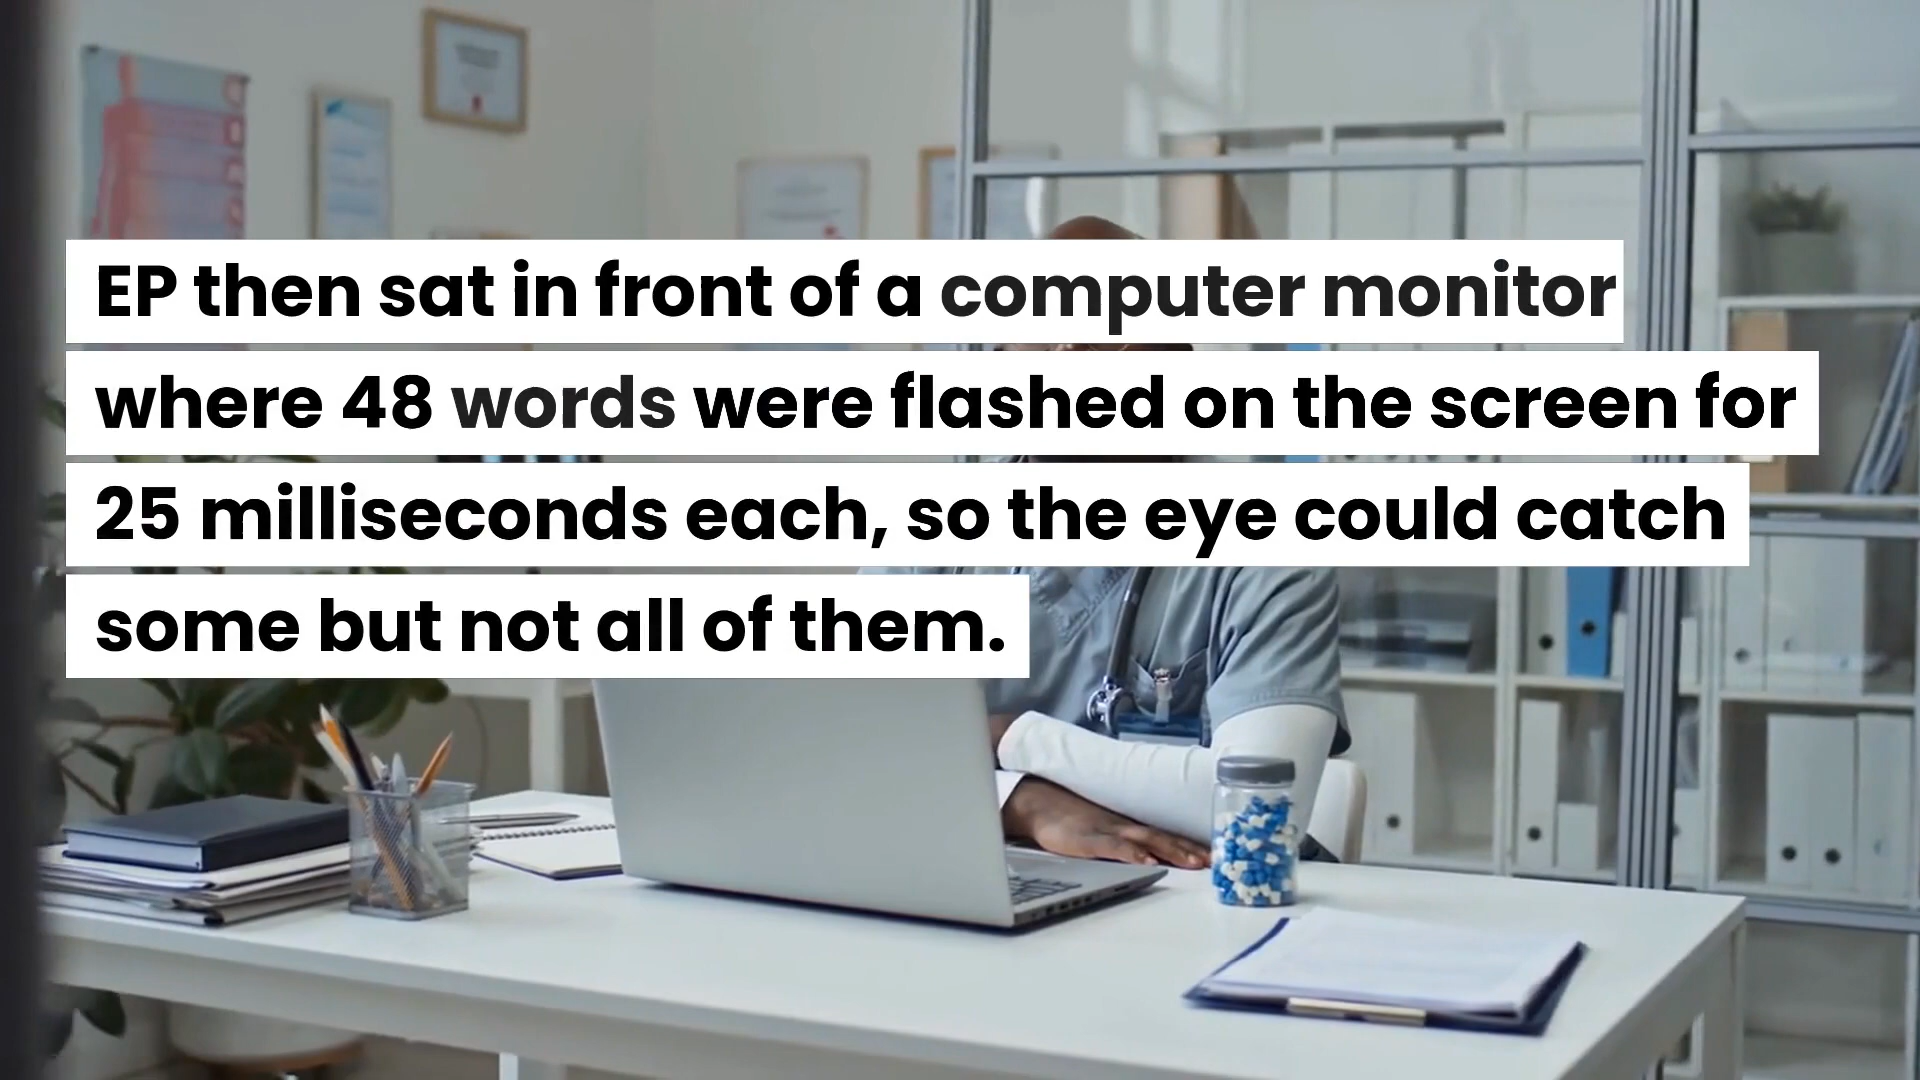 EP then sat in front of a computer monitor
where 48 words were flashed on the screen for
25 milliseconds each, so the eye could catch
some but not all of them.